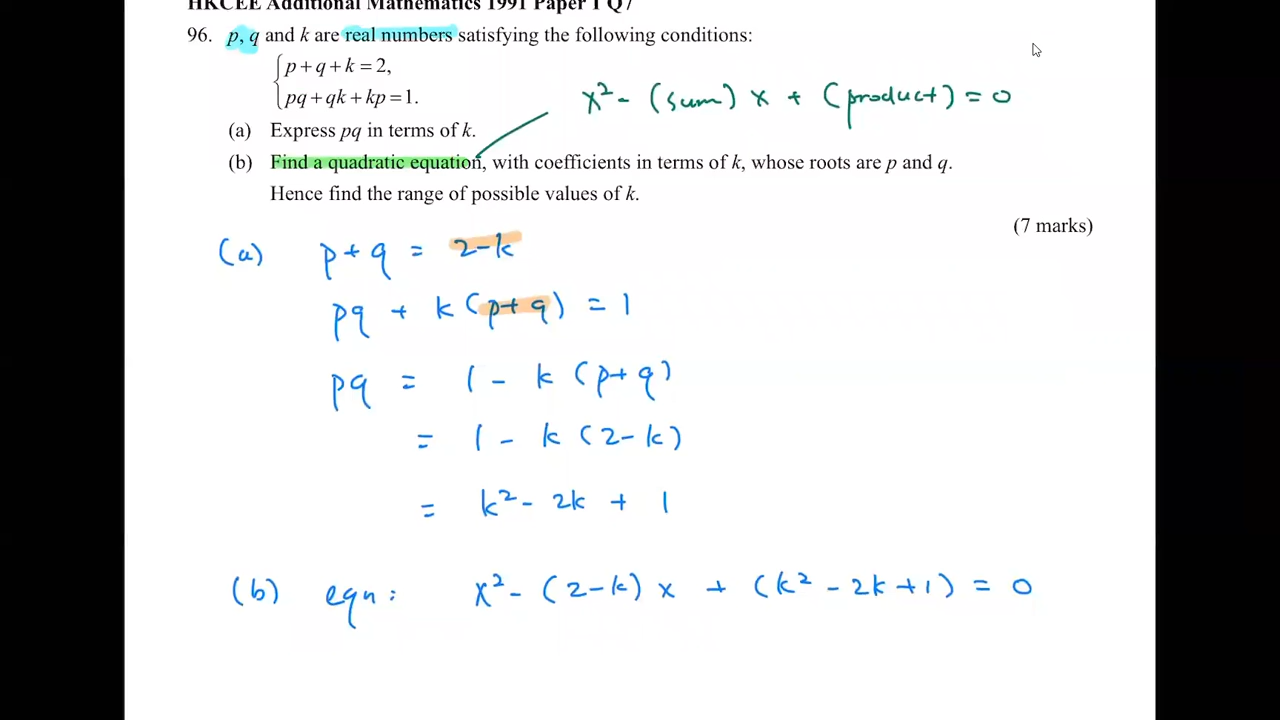 HKCEE Additional Mathematics 1991 Paper 1 Q7
96. p, q and k are real numbers satisfying the following conditions:
p + q + k = 2,
pq + qk + kp = 1.
x² - (sum) x + (product) = 0
(a) Express pq in terms of k.
(b) Find a quadratic equation, with coefficients in terms of k, whose roots are p and q.
Hence find the range of possible values of k.
(7 marks)
(a) p + q = 2 - k
pq + k (p + q) = 1
pq = 1 - k (p + q)
= 1 - k (2 - k)
= k² - 2k + 1
(b) eqn : x² - (2 - k) x + (k² - 2k + 1) = 0